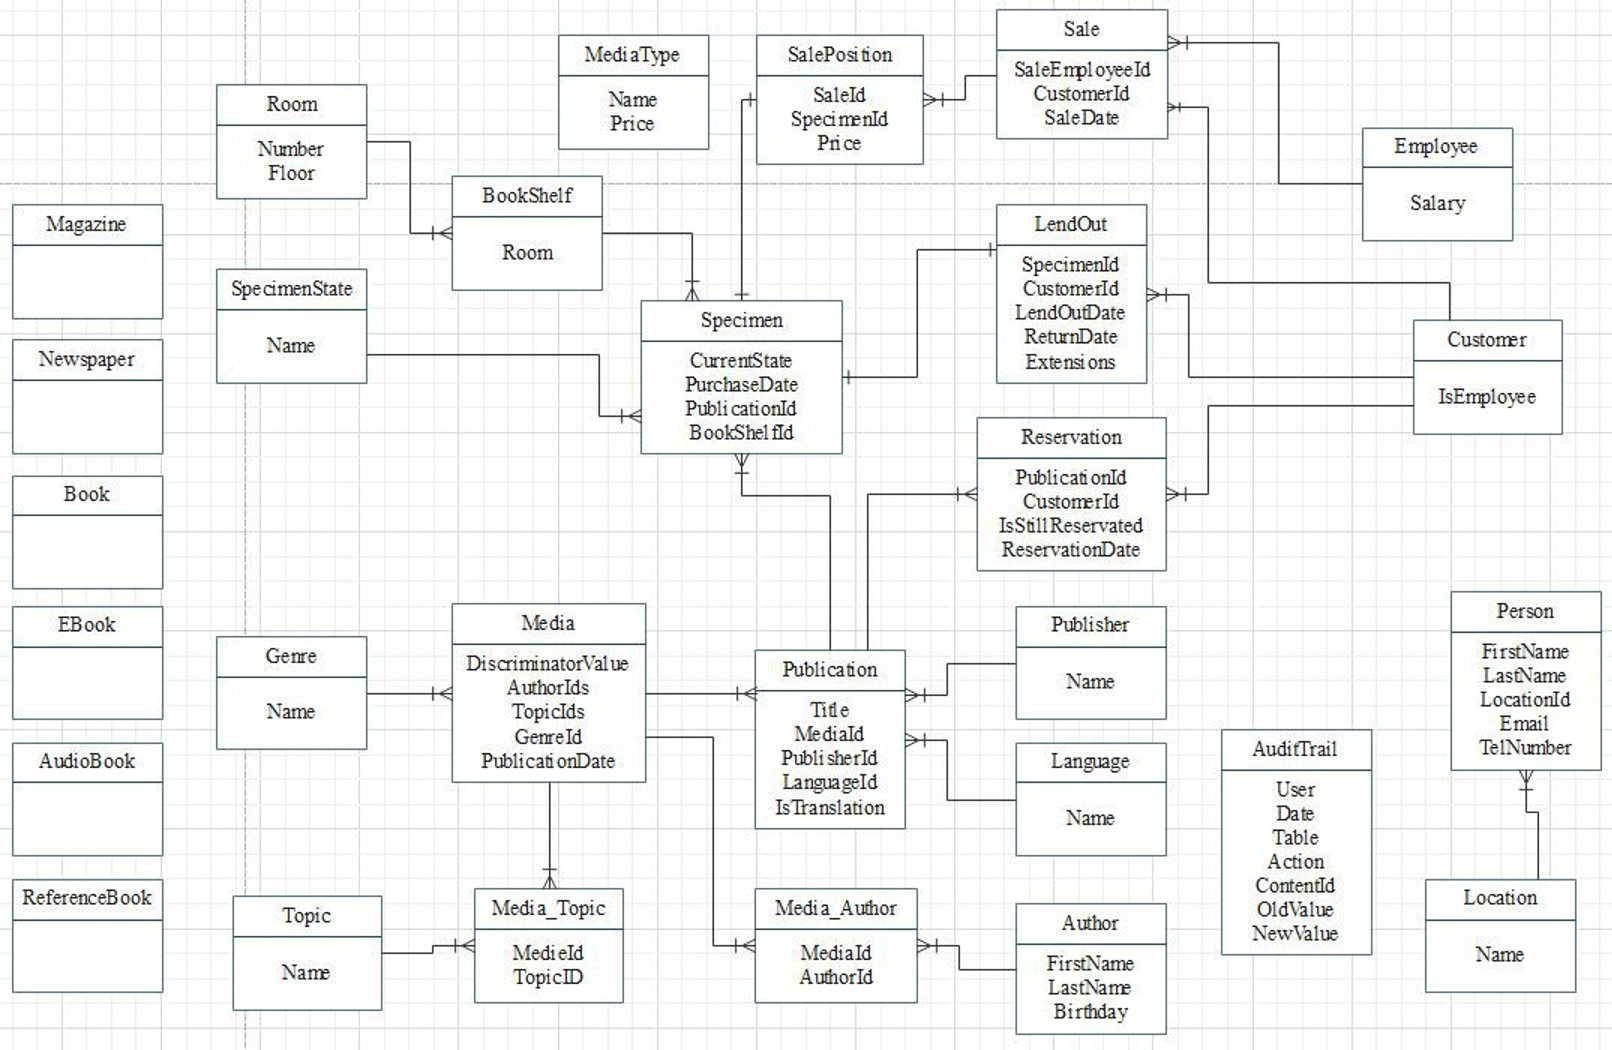 Sale
SaleEmployeeId
CustomerId
SaleDate
MediaType
Name
Price
SalePosition
SaleId
SpecimenId
Price
Room
Number
Floor
Employee
Salary
BookShelf
Room
Magazine
LendOut
SpecimenId
CustomerId
LendOutDate
ReturnDate
Extensions
SpecimenState
Name
Specimen
CurrentState
PurchaseDate
PublicationId
BookShelfId
Customer
IsEmployee
Newspaper
Reservation
PublicationId
CustomerId
IsStillReservated
ReservationDate
Book
EBook
Genre
Name
Media
DiscriminatorValue
AuthorIds
TopicIds
GenreId
PublicationDate
Publication
Title
MediaId
PublisherId
LanguageId
IsTranslation
Publisher
Name
Person
FirstName
LastName
LocationId
Email
TelNumber
AudioBook
Language
Name
AuditTrail
User
Date
Table
Action
ContentId
OldValue
NewValue
ReferenceBook
Topic
Name
Media_Topic
MedieId
TopicID
Media_Author
MediaId
AuthorId
Author
FirstName
LastName
Birthday
Location
Name